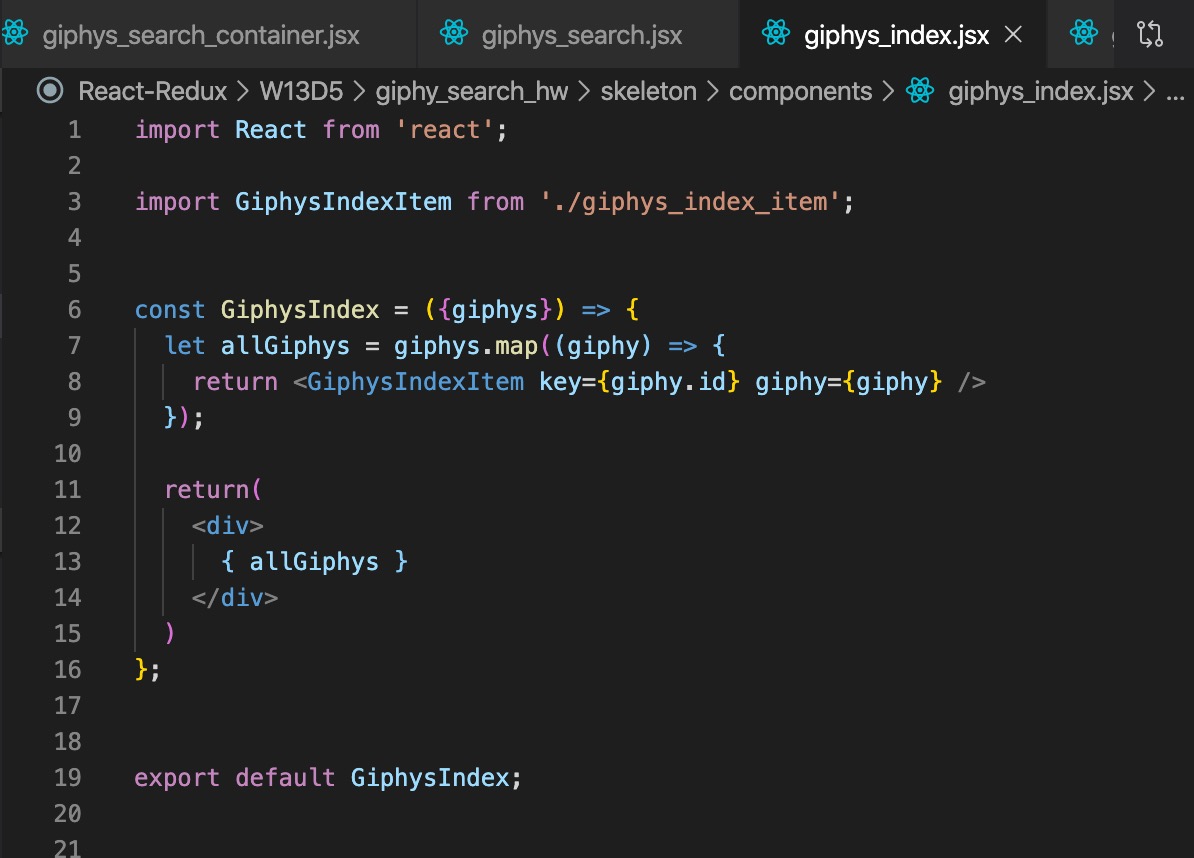 giphys_search_container.jsx giphys_search.jsx giphys_index.jsx
React-Redux > W13D5 > giphy_search_hw > skeleton > components > giphys_index.jsx > ...
1 import React from 'react';
2
3 import GiphysIndexItem from './giphys_index_item';
4
5
6 const GiphysIndex = ({giphys}) => {
7 let allGiphys = giphys.map((giphy) => {
8 return <GiphysIndexItem key={giphy.id} giphy={giphy} />
9 });
10
11 return(
12 <div>
13 { allGiphys }
14 </div>
15 )
16 };
17
18
19 export default GiphysIndex;
20
21